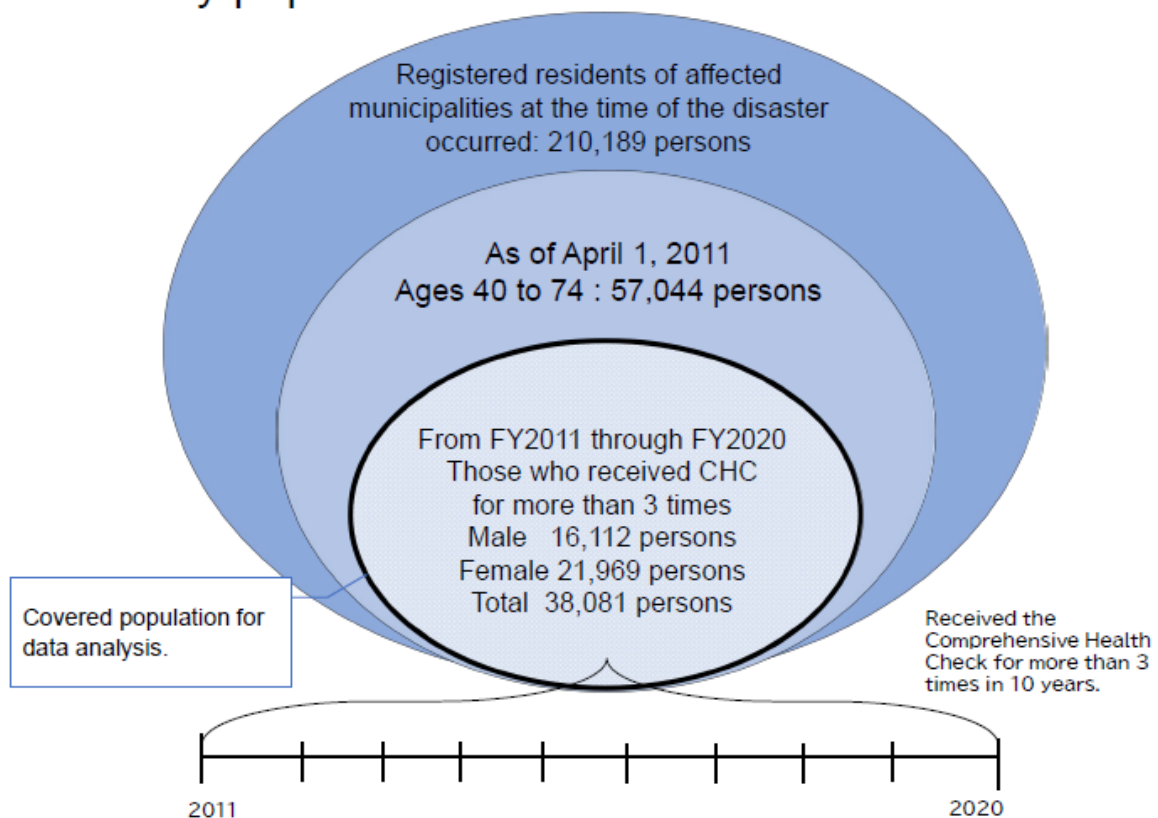 Registered residents of affected
municipalities at the time of the disaster
occurred: 210,189 persons
As of April 1, 2011
Ages 40 to 74 : 57,044 persons
From FY2011 through FY2020
Those who received CHC
for more than 3 times
Male 16,112 persons
Female 21,969 persons
Total 38,081 persons
Covered population for
data analysis.
Received the
Comprehensive Health
Check for more than 3
times in 10 years.
2011
2020